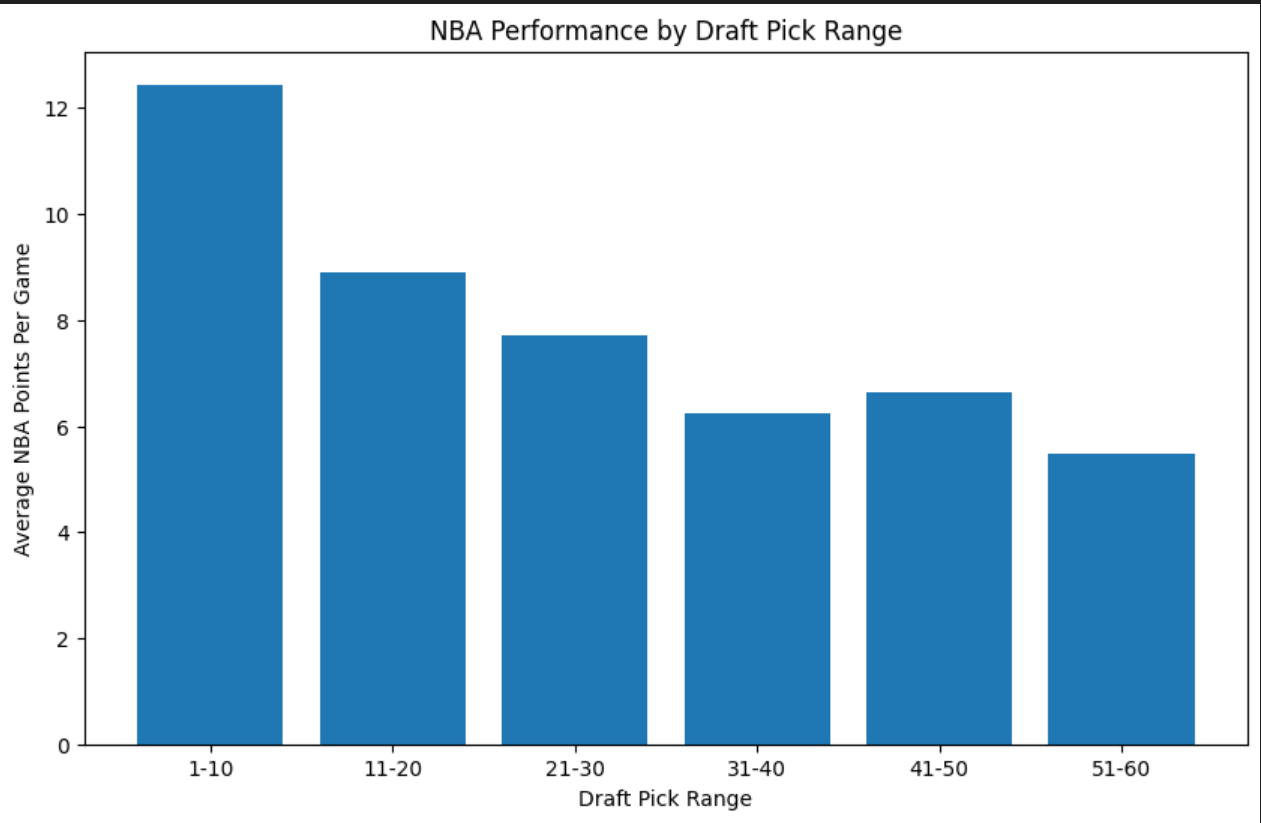 NBA Performance by Draft Pick Range
Average NBA Points Per Game
12
10
8
6
4
2
0
1-10 11-20 21-30 31-40 41-50 51-60
Draft Pick Range